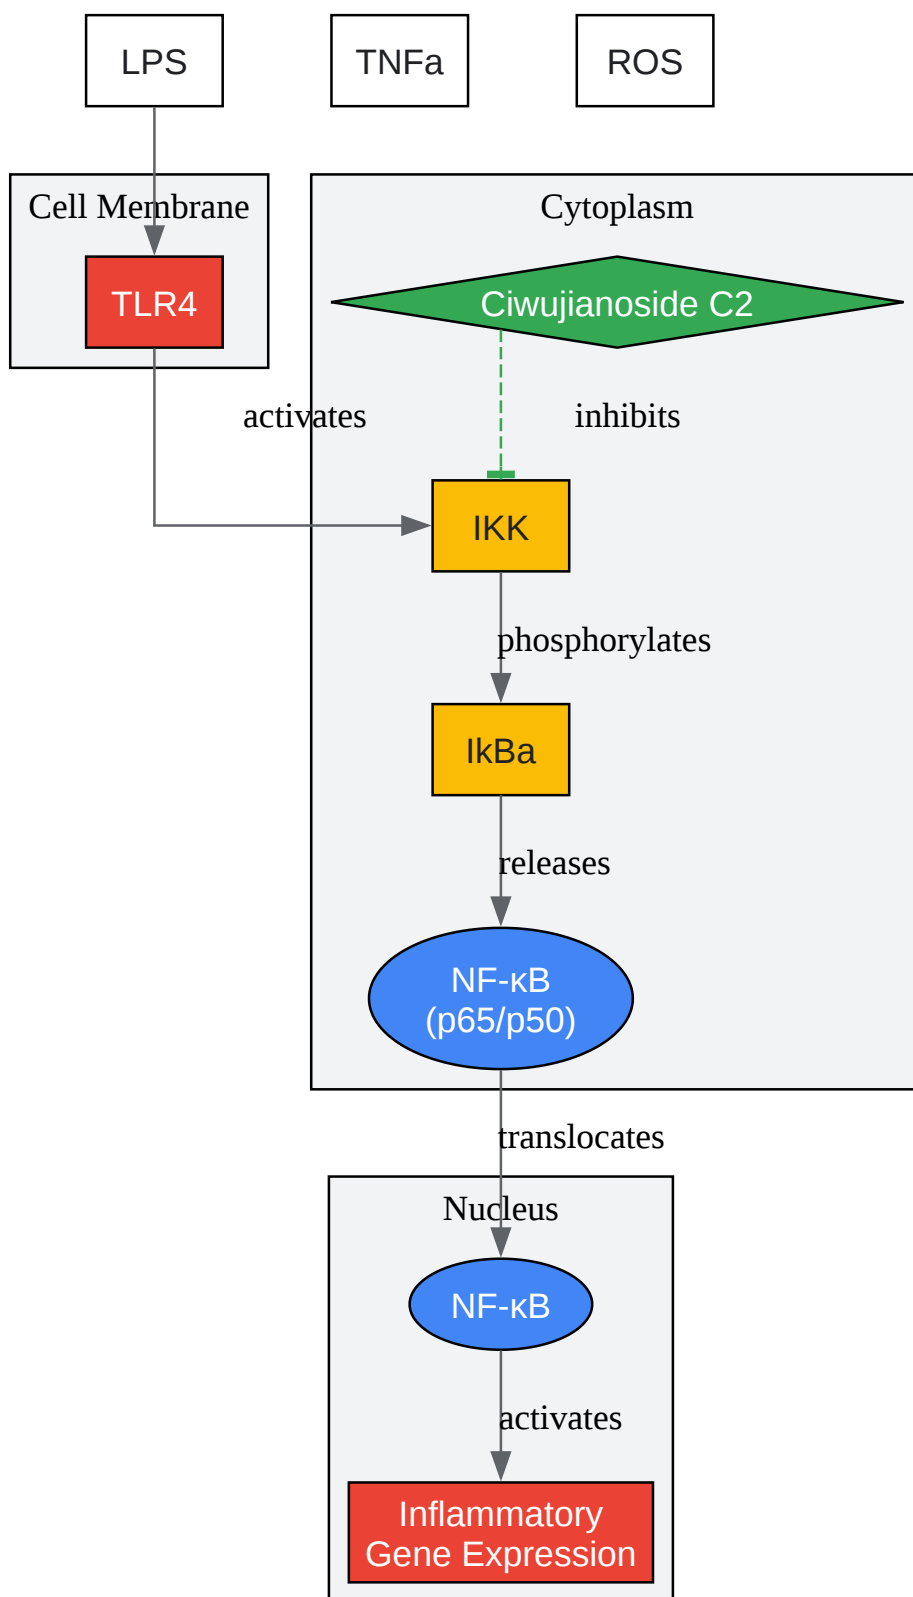 LPS
TNFa
ROS
Cell Membrane
Cytoplasm
TLR4
Ciwujianoside C2
activates
inhibits
IKK
phosphorylates
IkBa
releases
NF-κB
(p65/p50)
translocates
Nucleus
NF-κB
activates
Inflammatory
Gene Expression